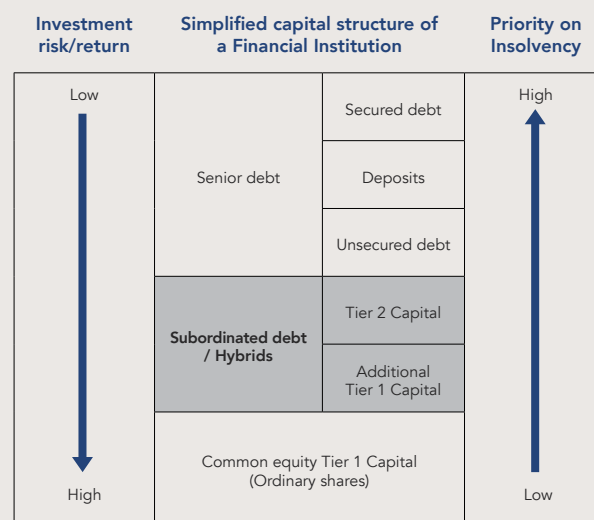 Investment
risk/return
Simplified capital structure of
a Financial Institution
Priority on
Insolvency
Low
High
Senior debt
Secured debt
Deposits
Unsecured debt
Subordinated debt
/ Hybrids
Tier 2 Capital
Additional
Tier 1 Capital
Common equity Tier 1 Capital
(Ordinary shares)
High
Low